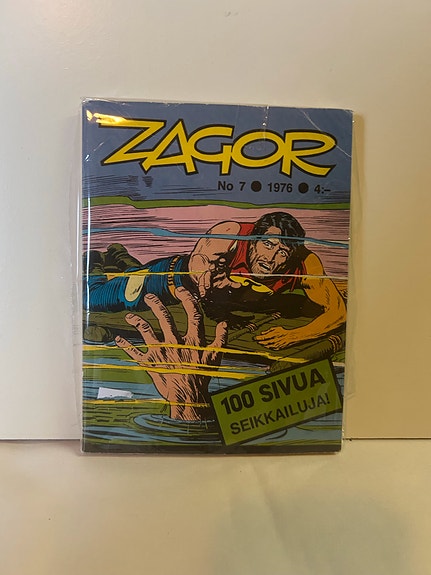 ZAGOR
No 7 ● 1976 ● 4:-
100 SIVUA
SEIKKAILUJA!